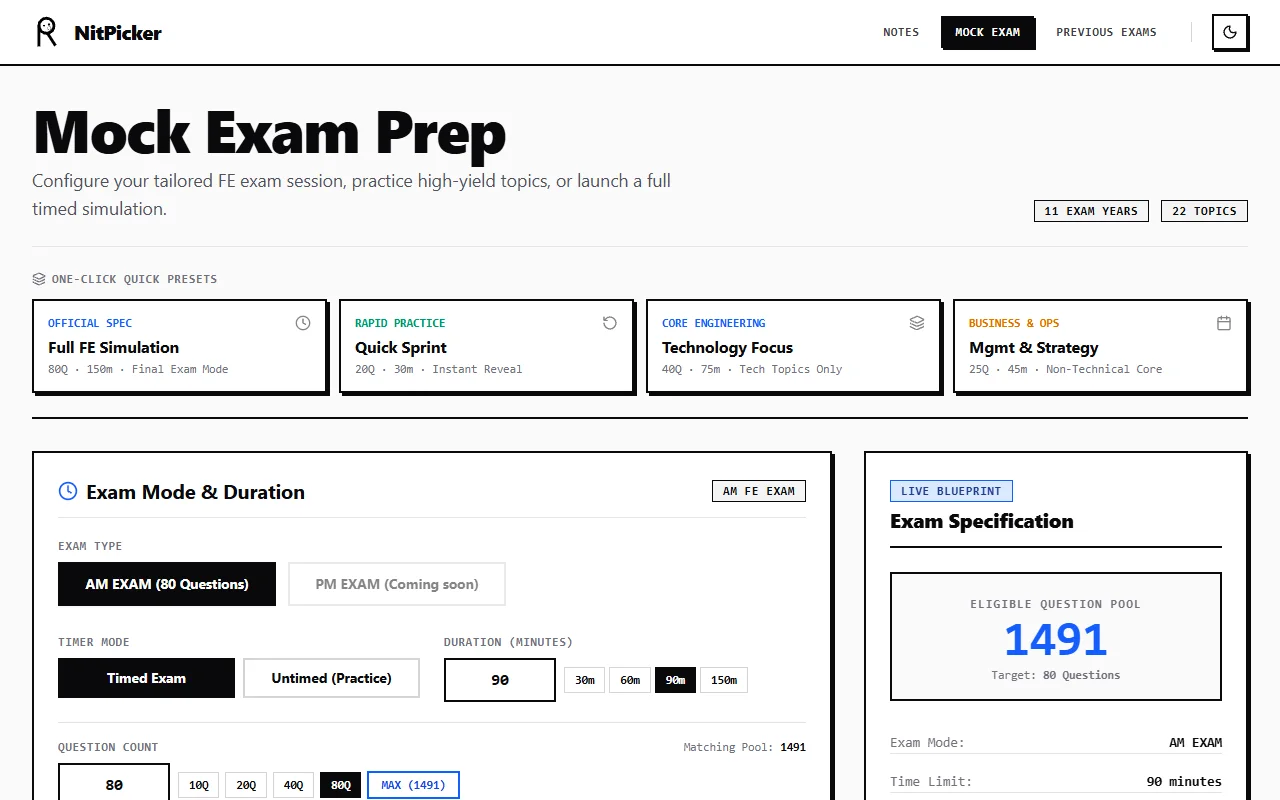 NitPicker
NOTES
MOCK EXAM
PREVIOUS EXAMS
Mock Exam Prep
Configure your tailored FE exam session, practice high-yield topics, or launch a full
timed simulation.
11 EXAM YEARS
22 TOPICS
ONE-CLICK QUICK PRESETS
OFFICIAL SPEC
Full FE Simulation
80Q · 150m · Final Exam Mode
RAPID PRACTICE
Quick Sprint
20Q · 30m · Instant Reveal
CORE ENGINEERING
Technology Focus
40Q · 75m · Tech Topics Only
BUSINESS & OPS
Mgmt & Strategy
25Q · 45m · Non-Technical Core
Exam Mode & Duration
AM FE EXAM
EXAM TYPE
AM EXAM (80 Questions)
PM EXAM (Coming soon)
TIMER MODE
Timed Exam
Untimed (Practice)
DURATION (MINUTES)
90
30m
60m
90m
150m
QUESTION COUNT
Matching Pool: 1491
80
10Q
20Q
40Q
80Q
MAX (1491)
LIVE BLUEPRINT
Exam Specification
ELIGIBLE QUESTION POOL
1491
Target: 80 Questions
Exam Mode:
AM EXAM
Time Limit:
90 minutes